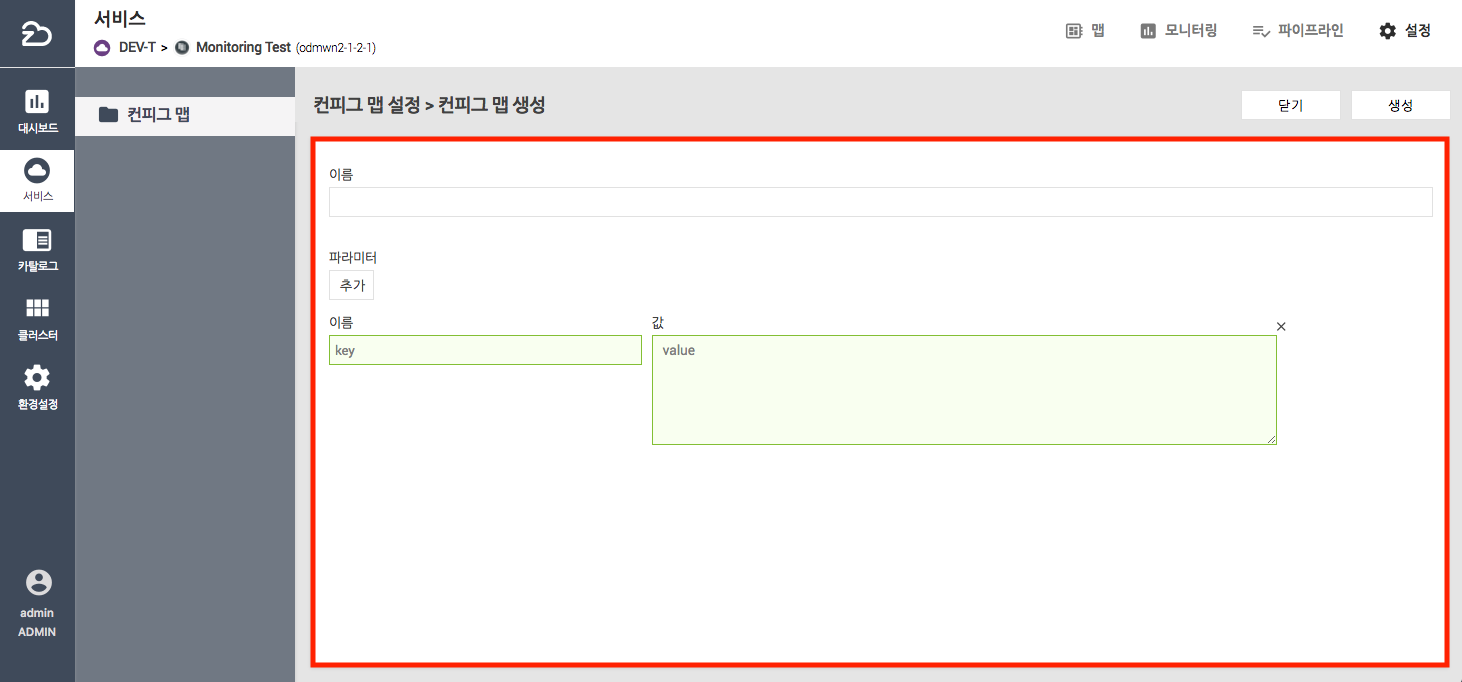 서비스
DEV-T > Monitoring Test (odmwn2-1-2-1)
맵
모니터링
파이프라인
설정
대시보드
서비스
카탈로그
클러스터
환경설정
admin
ADMIN
컨피그 맵
컨피그 맵 설정 > 컨피그 맵 생성
닫기
생성
이름
파라미터
추가
이름
값
×
key
value